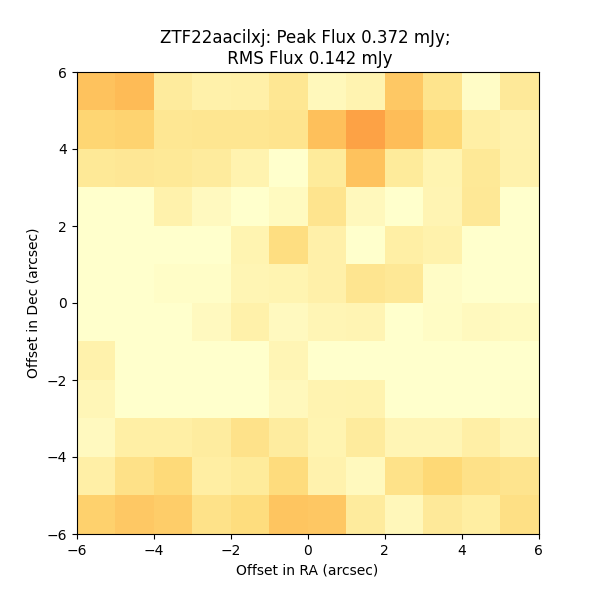 ZTF22aacilxj: Peak Flux 0.372 mJy;
RMS Flux 0.142 mJy
6
4
2
0
−2
−4
−6
Offset in Dec (arcsec)
−6 −4 −2 0 2 4 6
Offset in RA (arcsec)